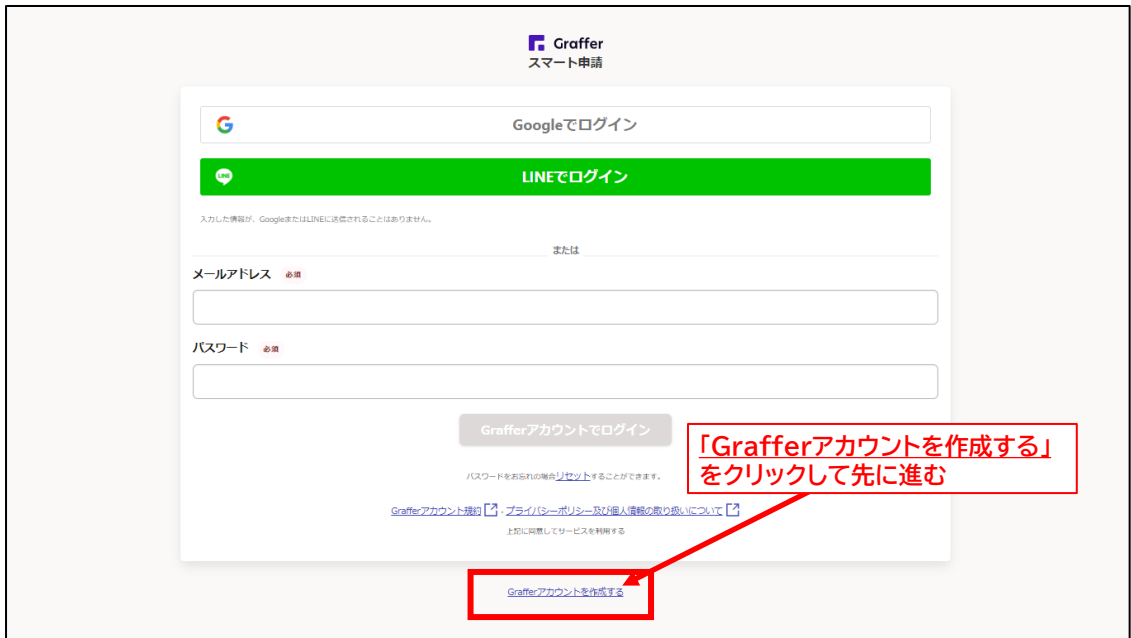 Graffer
スマート申請
Googleでログイン
LINE
LINEでログイン
入力した情報が、GoogleまたはLINEに送信されることはありません。
または
メールアドレス 必須
パスワード 必須
Grafferアカウントでログイン
「Grafferアカウントを作成する」
をクリックして先に進む
パスワードをお忘れの場合リセットすることができます。
Grafferアカウント規約 ・プライバシーポリシー及び個人情報の取り扱いについて
上記に同意してサービスを利用する
Grafferアカウントを作成する